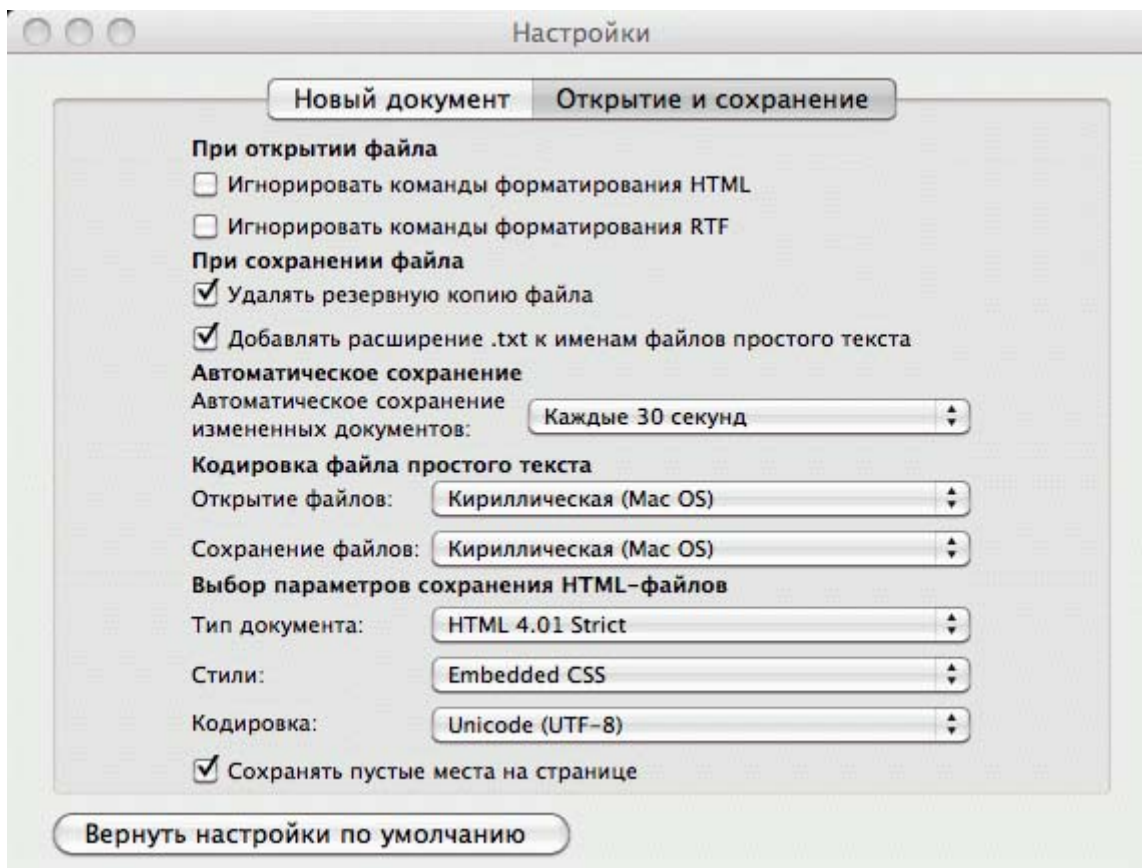 Настройки
Новый документ Открытие и сохранение
При открытии файла
Игнорировать команды форматирования HTML
Игнорировать команды форматирования RTF
При сохранении файла
Удалять резервную копию файла
Добавлять расширение .txt к именам файлов простого текста
Автоматическое сохранение
Автоматическое сохранение
измененных документов: Каждые 30 секунд
Кодировка файла простого текста
Открытие файлов: Кириллическая (Mac OS)
Сохранение файлов: Кириллическая (Mac OS)
Выбор параметров сохранения HTML-файлов
Тип документа: HTML 4.01 Strict
Стили: Embedded CSS
Кодировка: Unicode (UTF-8)
Сохранять пустые места на странице
Вернуть настройки по умолчанию